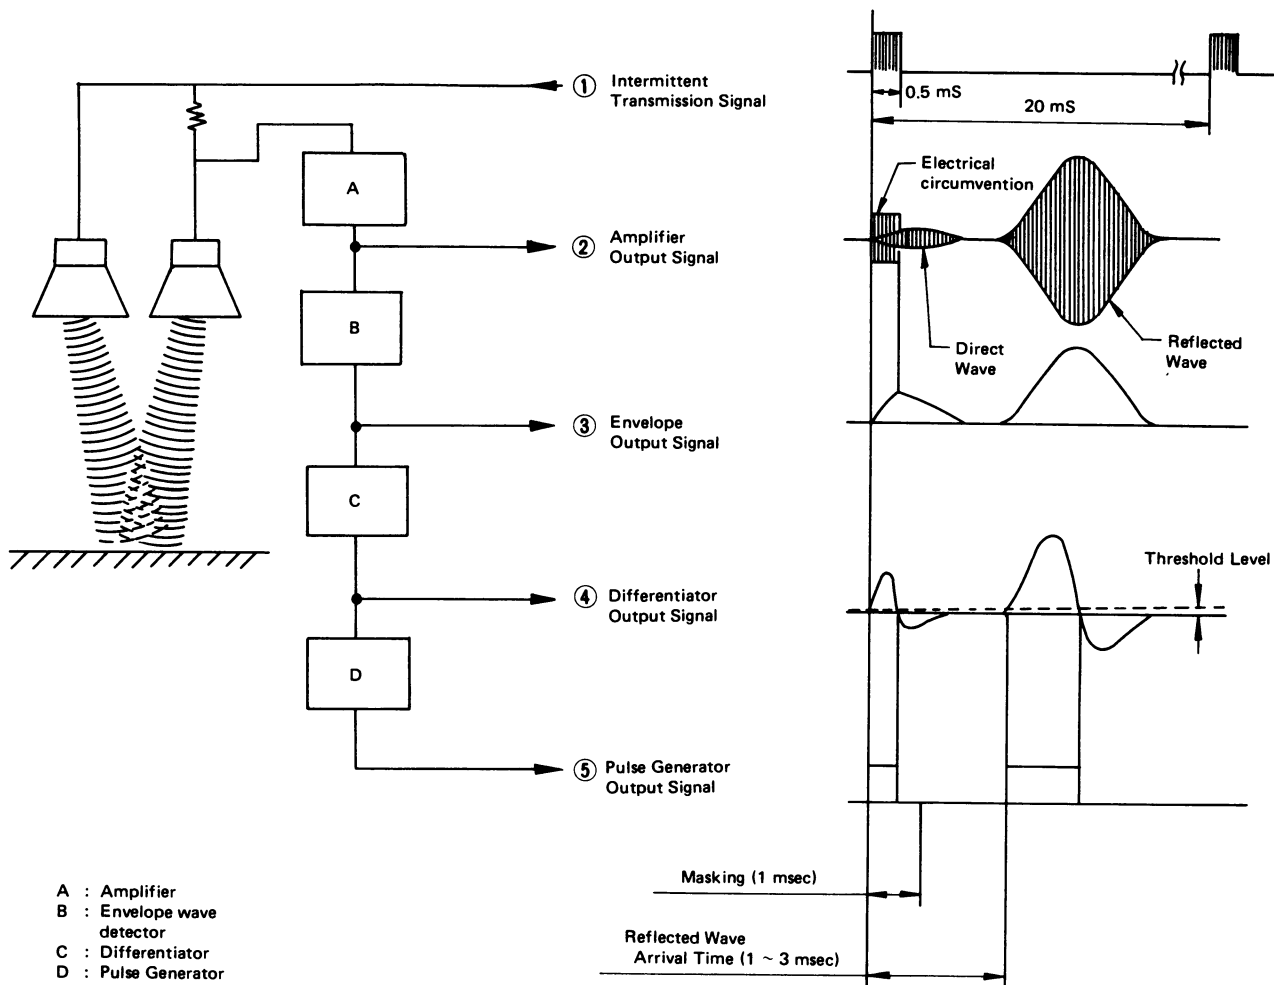 ① Intermittent
Transmission Signal
A
② Amplifier
Output Signal
B
③ Envelope
Output Signal
C
④ Differentiator
Output Signal
D
⑤ Pulse Generator
Output Signal
A : Amplifier
B : Envelope wave
detector
C : Differentiator
D : Pulse Generator
0.5 mS
20 mS
Electrical
circumvention
Direct
Wave
Reflected
Wave
Threshold Level
Masking (1 msec)
Reflected Wave
Arrival Time (1 ~ 3 msec)